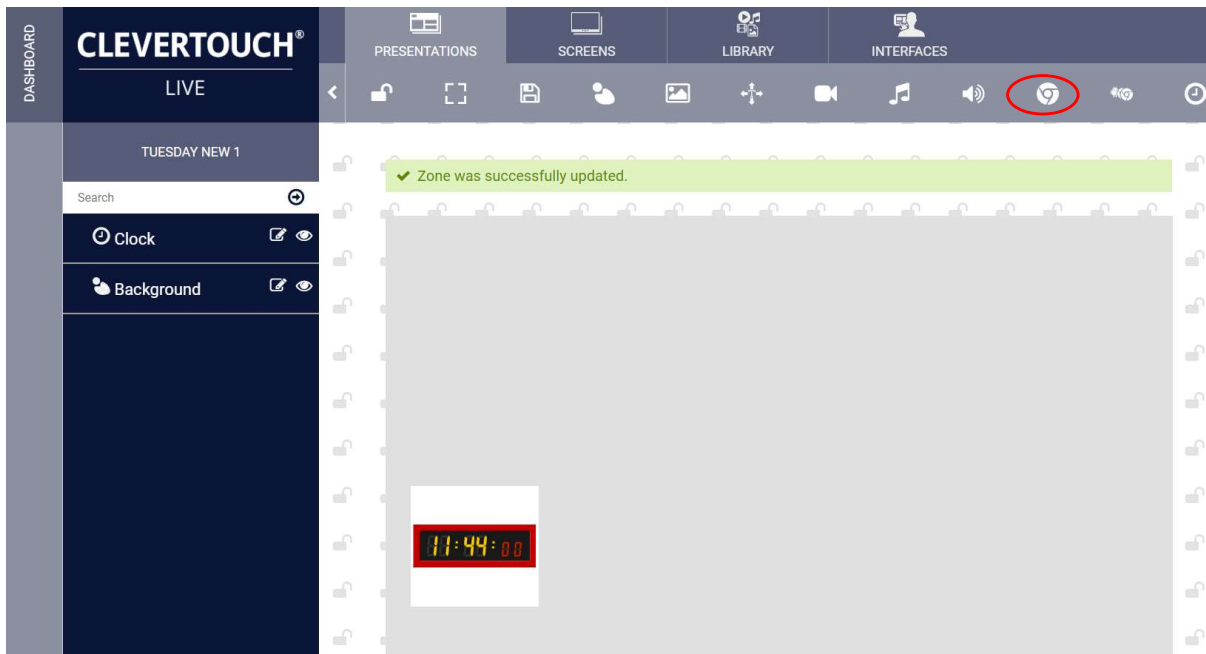 DASHBOARD
CLEVERTOUCH®
LIVE
PRESENTATIONS
SCREENS
LIBRARY
INTERFACES
TUESDAY NEW 1
Search
Clock
Background
Zone was successfully updated.
11:44:00